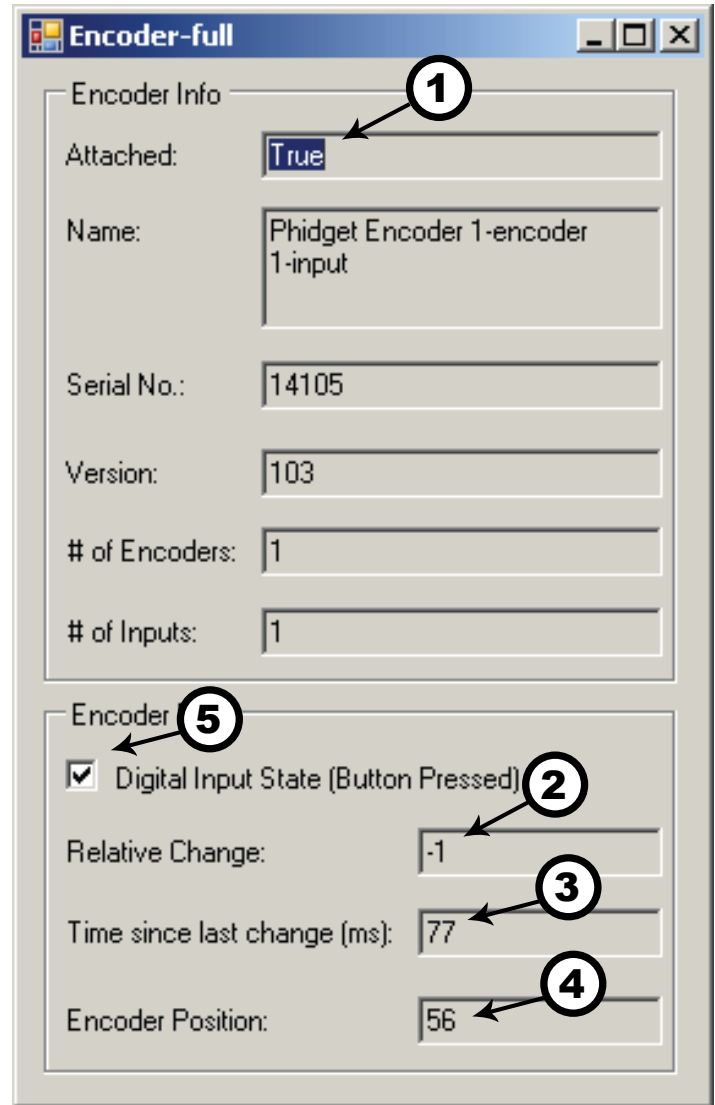 Encoder-full
Encoder Info
1
Attached: True
Name: Phidget Encoder 1-encoder
1-input
Serial No.: 14105
Version: 103
# of Encoders: 1
# of Inputs: 1
Encoder
5
Digital Input State (Button Pressed)
2
Relative Change: -1
3
Time since last change (ms): 77
4
Encoder Position: 56